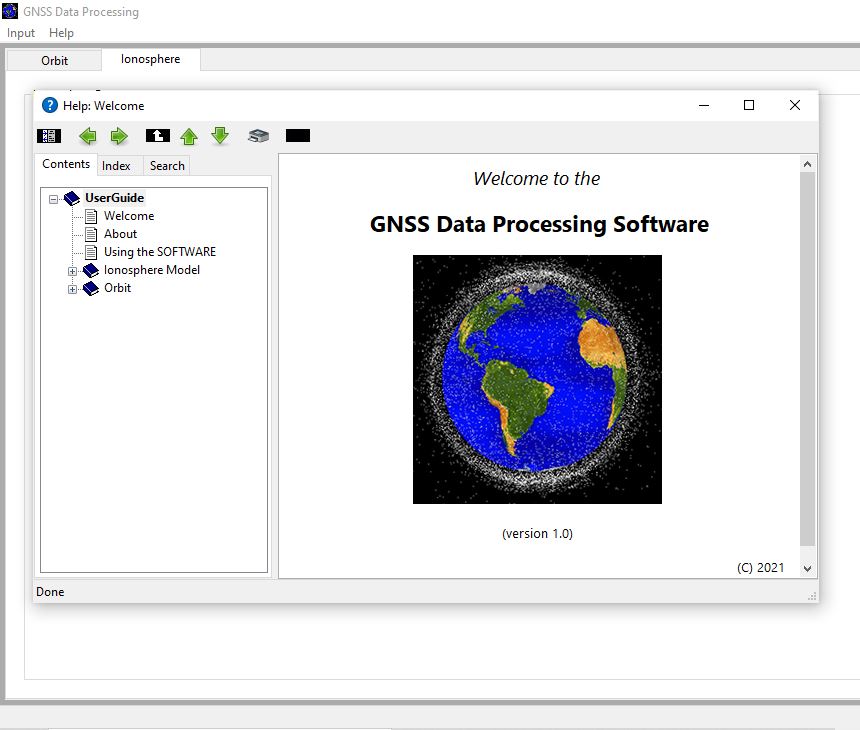 GNSS Data Processing
Input Help
Orbit Ionosphere
Help: Welcome
Contents Index Search
UserGuide
Welcome
About
Using the SOFTWARE
Ionosphere Model
Orbit
Welcome to the
GNSS Data Processing Software
(version 1.0)
(C) 2021
Done